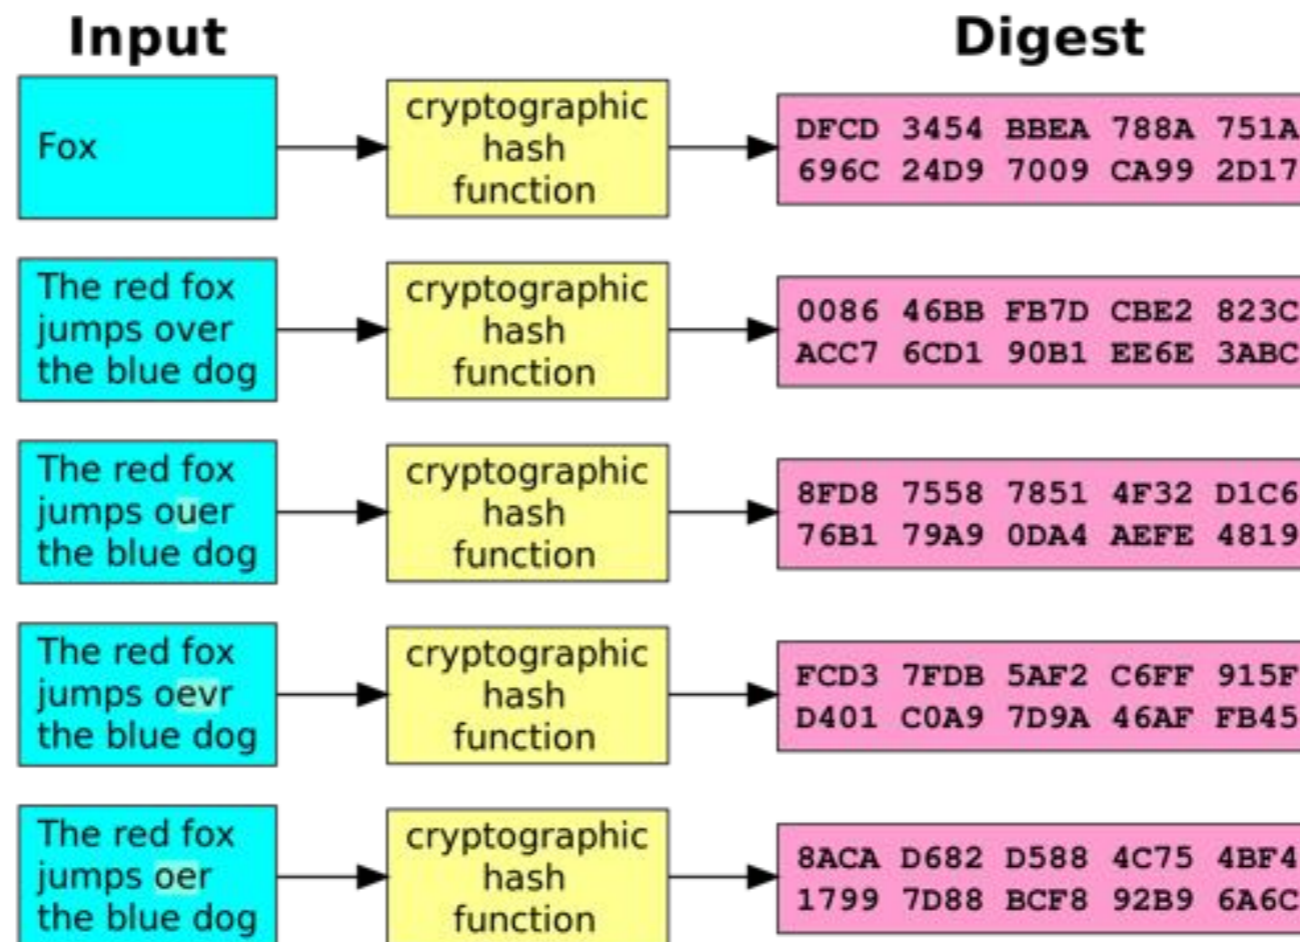 Input
Digest
Fox
cryptographic
hash
function
DFCD 3454 BBEA 788A 751A
696C 24D9 7009 CA99 2D17
The red fox
jumps over
the blue dog
cryptographic
hash
function
0086 46BB FB7D CBE2 823C
ACC7 6CD1 90B1 EE6E 3ABC
The red fox
jumps ouer
the blue dog
cryptographic
hash
function
8FD8 7558 7851 4F32 D1C6
76B1 79A9 0DA4 AEFE 4819
The red fox
jumps oevr
the blue dog
cryptographic
hash
function
FCD3 7FDB 5AF2 C6FF 915F
D401 C0A9 7D9A 46AF FB45
The red fox
jumps oer
the blue dog
cryptographic
hash
function
8ACA D682 D588 4C75 4BF4
1799 7D88 BCF8 92B9 6A6C